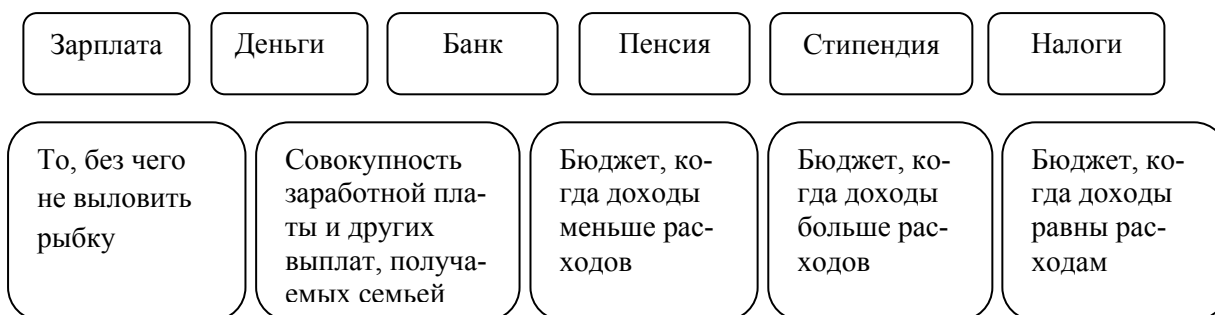 Зарплата
Деньги
Банк
Пенсия
Стипендия
Налоги
То, без чего
не выловить
рыбку
Совокупность
заработной пла-
ты и других
выплат, получа-
емых семьей
Бюджет, ко-
гда доходы
меньше рас-
ходов
Бюджет, ко-
гда доходы
больше рас-
ходов
Бюджет, ко-
гда доходы
равны рас-
ходам